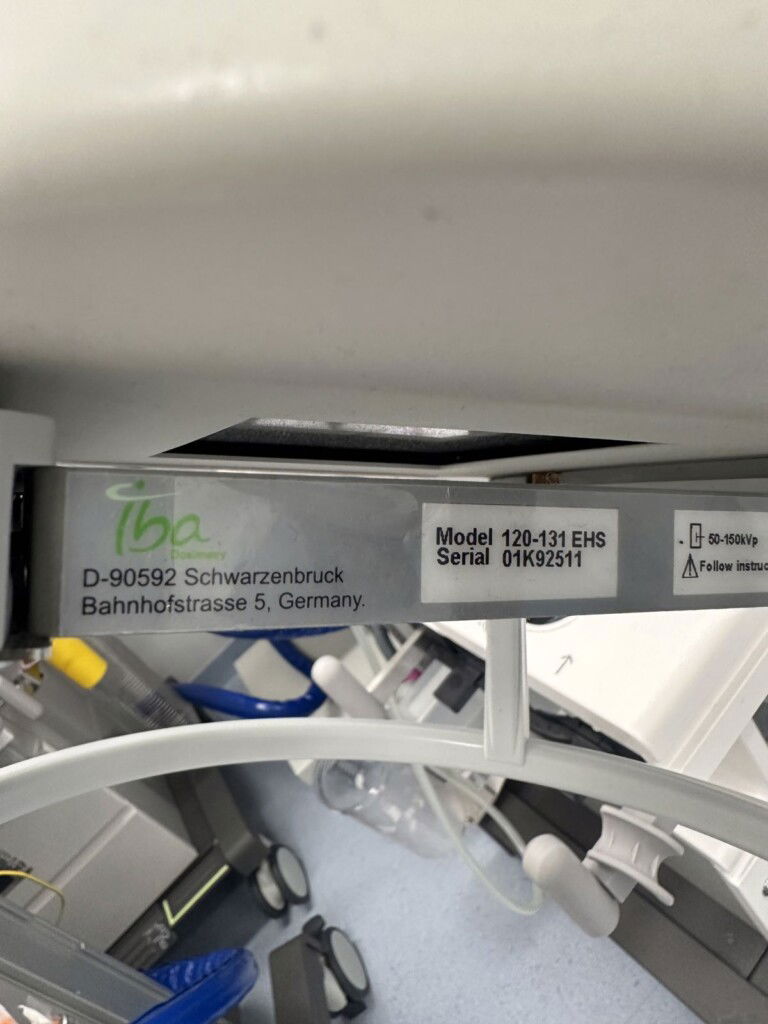 iba
Dosimetry
D-90592 Schwarzenbruck
Bahnhofstrasse 5, Germany.
Model 120-131 EHS
Serial 01K92511
50-150kVp
Follow instruc